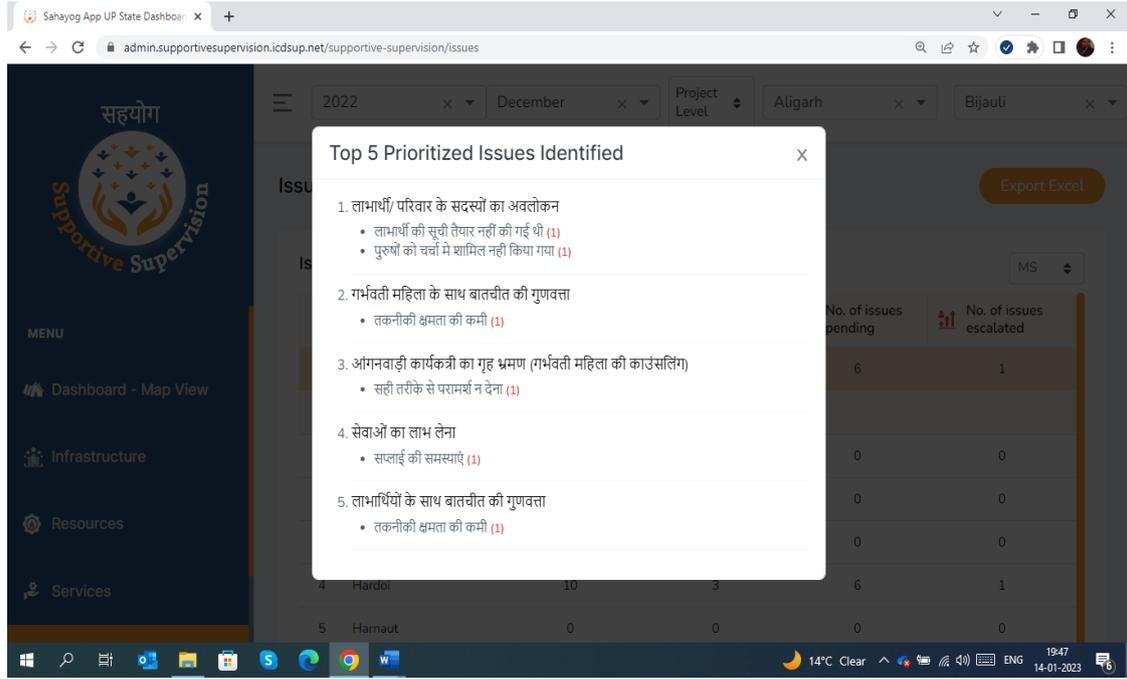 Sahayog App UP State Dashboar
admin.supportivesupervision.icdsup.net/supportive-supervision/issues
सहयोग
Supportive Supervision
2022
December
Project Level
Aligarh
Bijauli
Top 5 Prioritized Issues Identified
X
Issu
Export Excel
1. लाभार्थी/ परिवार के सदस्यों का अवलोकन
• लाभार्थी की सूची तैयार नहीं की गई थी (1)
• पुरुषों को चर्चा मे शामिल नही किया गया (1)
Is
MS
2. गर्भवती महिला के साथ बातचीत की गुणवत्ता
• तकनीकी क्षमता की कमी (1)
No. of issues pending
No. of issues escalated
MENU
3. आंगनवाड़ी कार्यकत्री का गृह भ्रमण (गर्भवती महिला की काउंसलिंग)
• सही तरीके से परामर्श न देना (1)
6 1
Dashboard - Map View
4. सेवाओं का लाभ लेना
• सप्लाई की समस्याएं (1)
0 0
Infrastructure
5. लाभार्थियों के साथ बातचीत की गुणवत्ता
• तकनीकी क्षमता की कमी (1)
0 0
Resources
0 0
Services
4 Hardoi 10 3 6 1
5 Harnaut 0 0 0 0
14°C Clear
ENG
19:47
14-01-2023
6